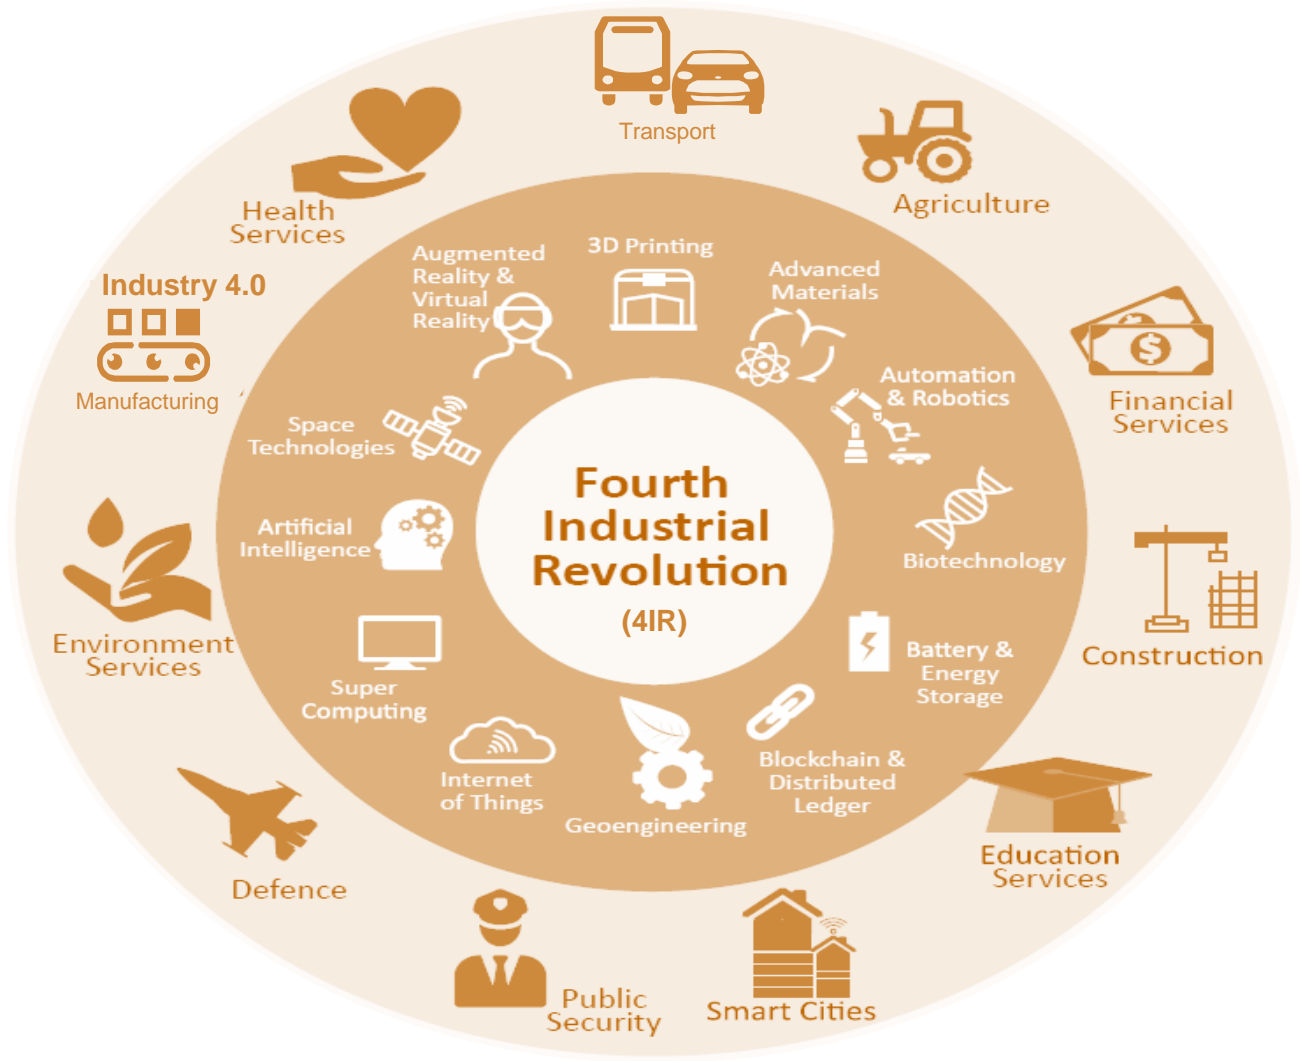 Transport
Agriculture
Health
Services
Industry 4.0
Manufacturing
Financial
Services
Environment
Services
Construction
Defence
Education
Services
Public
Security
Smart Cities
Augmented
Reality &
Virtual
Reality
3D Printing
Advanced
Materials
Automation
& Robotics
Space
Technologies
Artificial
Intelligence
Biotechnology
Super
Computing
Battery &
Energy
Storage
Internet
of Things
Geoengineering
Blockchain &
Distributed
Ledger
Fourth
Industrial
Revolution
(4IR)